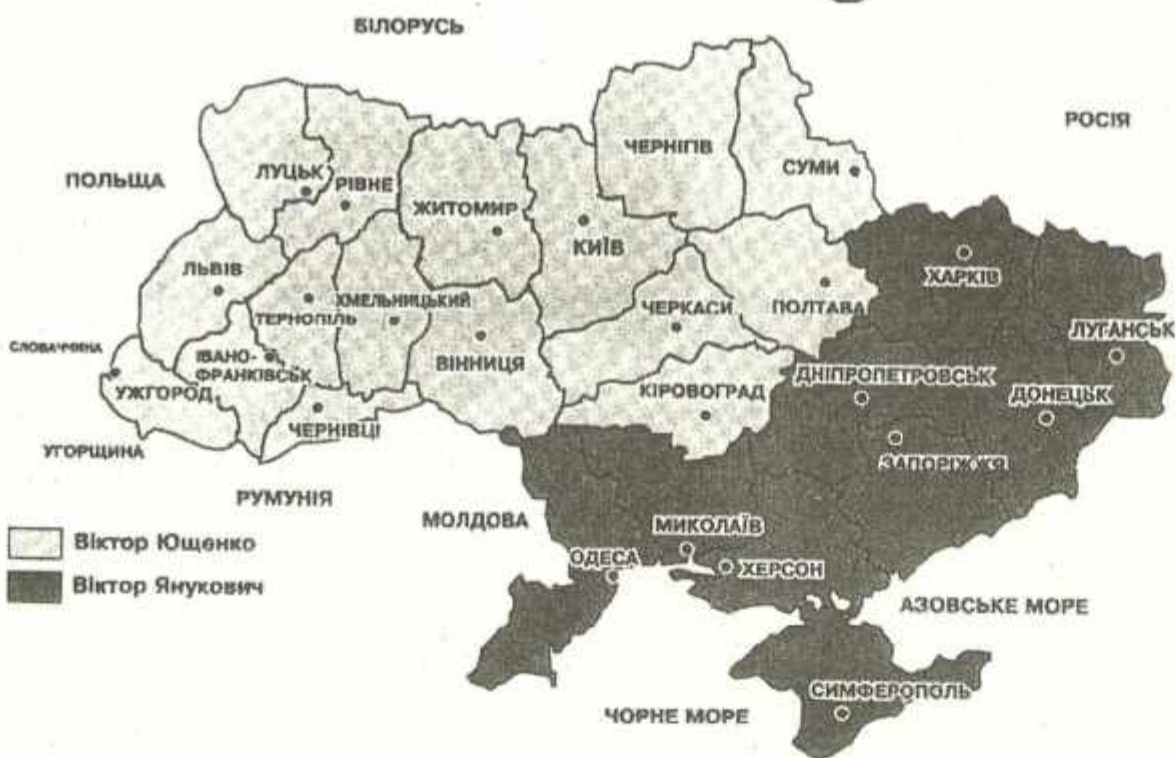 БІЛОРУСЬ
РОСІЯ
ПОЛЬЩА
ЧЕРНІГІВ
СУМИ
ЛУЦЬК
РІВНЕ
ЖИТОМИР
КИЇВ
ХАРКІВ
ЛЬВІВ
ТЕРНОПІЛЬ
ХМЕЛЬНИЦЬКИЙ
ЧЕРКАСИ
ПОЛТАВА
ЛУГАНСЬК
СЛОВАЧЧИНА
ІВАНО-
ФРАНКІВСЬК
ВІННИЦЯ
УЖГОРОД
КІРОВОГРАД
ДНІПРОПЕТРОВСЬК
ДОНЕЦЬК
ЧЕРНІВЦІ
УГОРЩИНА
ЗАПОРІЖЖЯ
РУМУНІЯ
МОЛДОВА
МИКОЛАЇВ
Віктор Ющенко
ОДЕСА
ХЕРСОН
Віктор Янукович
АЗОВСЬКЕ МОРЕ
СИМФЕРОПОЛЬ
ЧОРНЕ МОРЕ